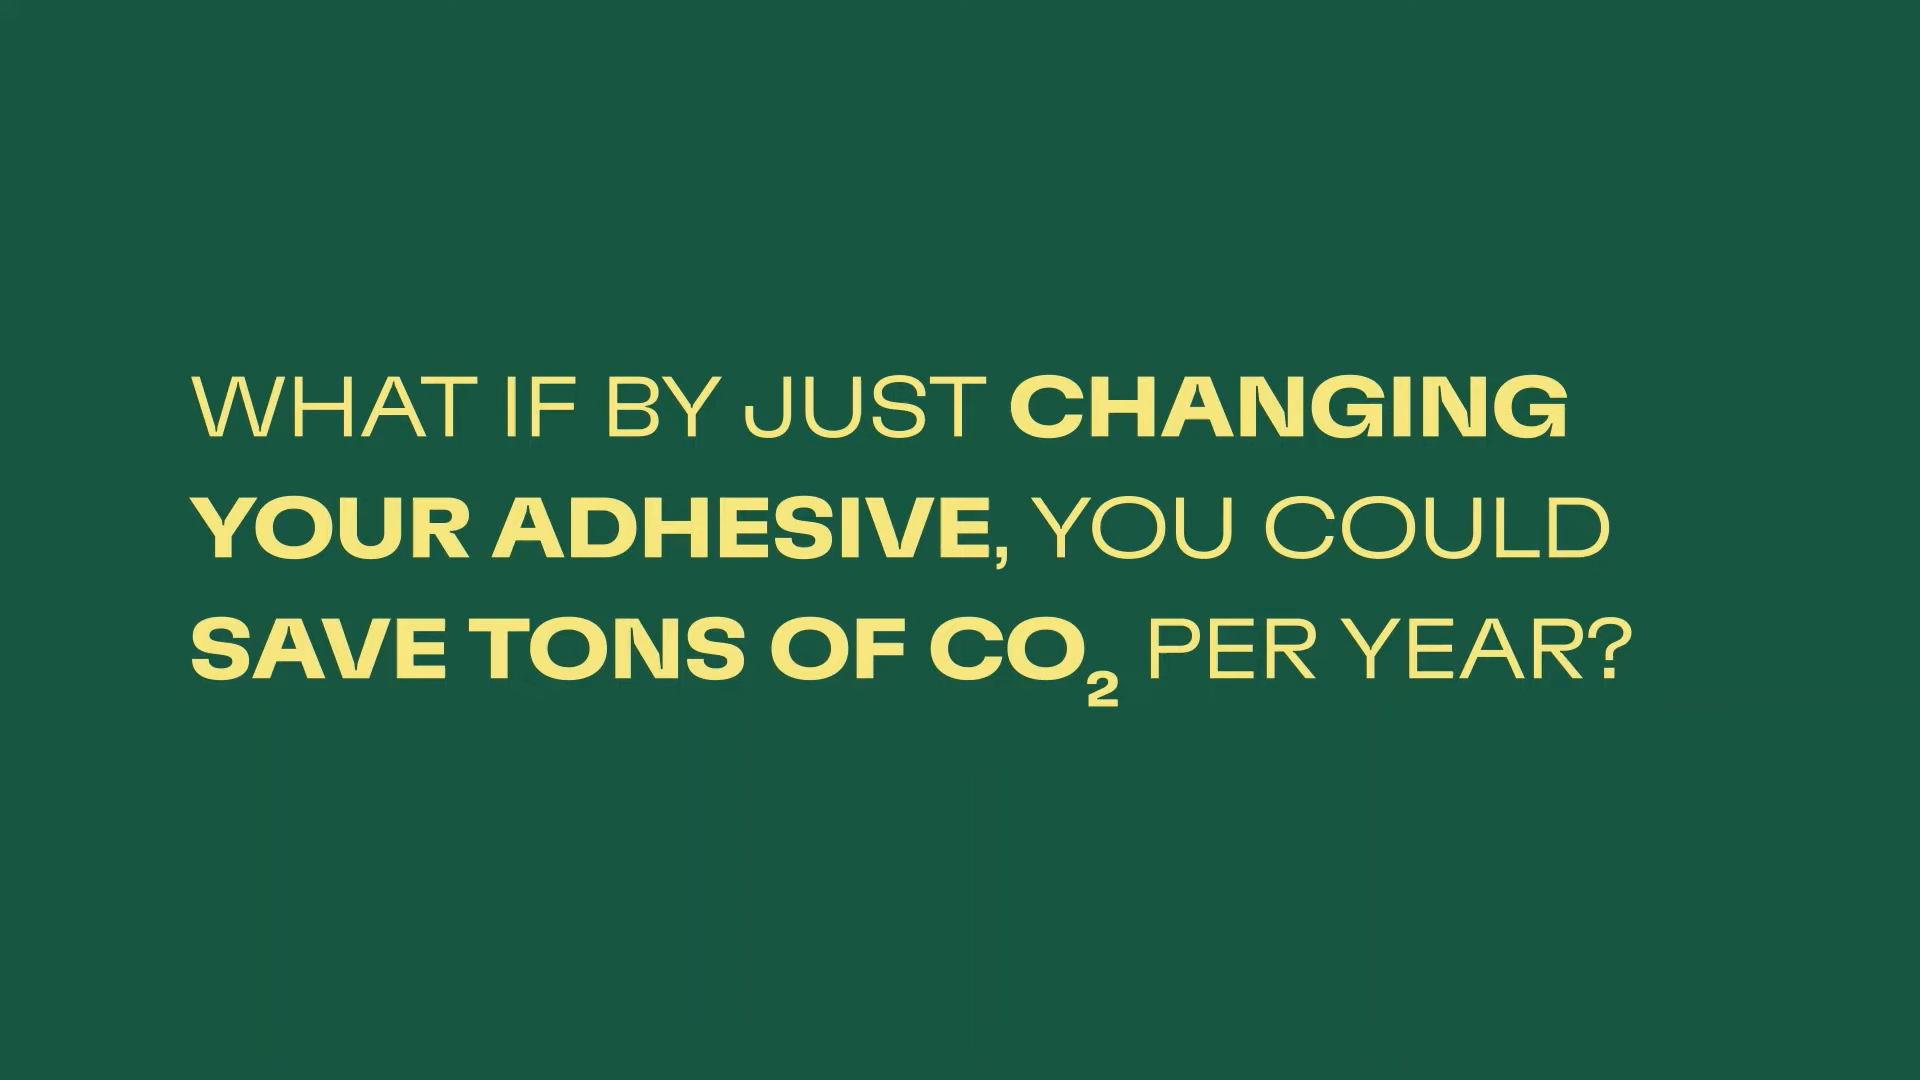 WHAT IF BY JUST CHANGING
YOUR ADHESIVE, YOU COULD
SAVE TONS OF CO₂ PER YEAR?